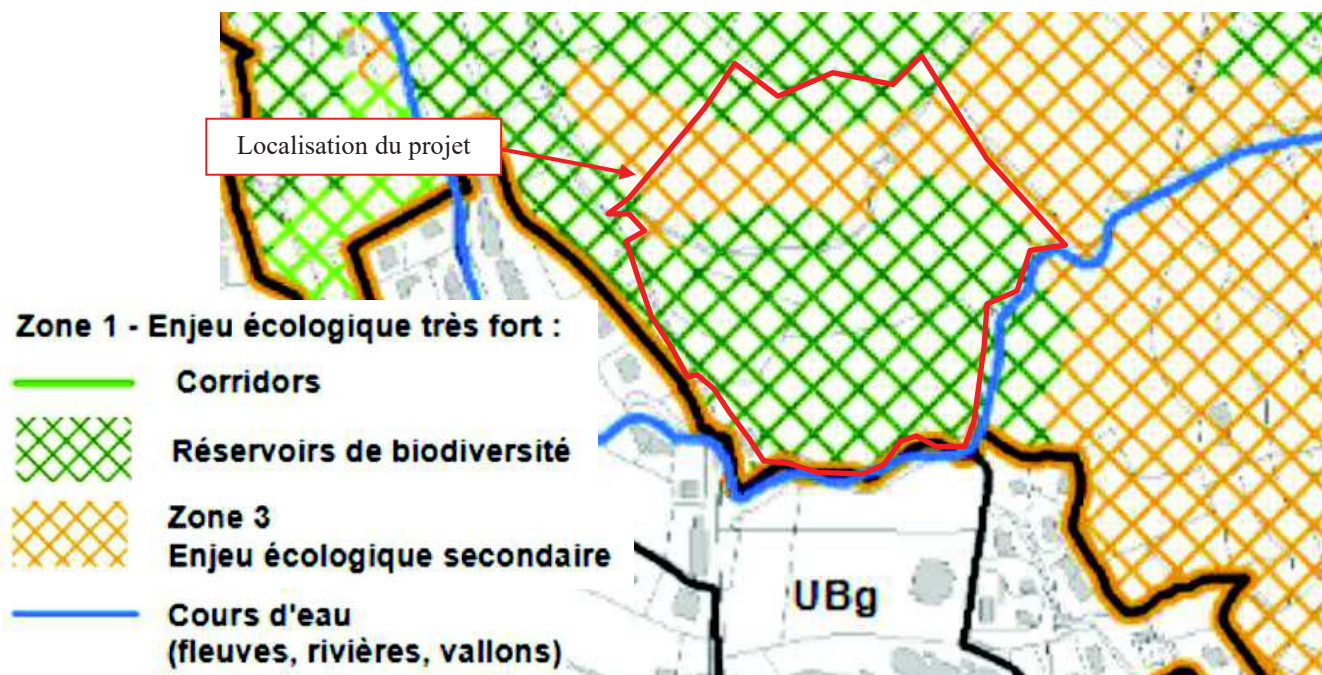 Localisation du projet
Zone 1 - Enjeu écologique très fort :
Corridors
Réservoirs de biodiversité
Zone 3
Enjeu écologique secondaire
Cours d'eau
(fleuves, rivières, vallons)
UBg